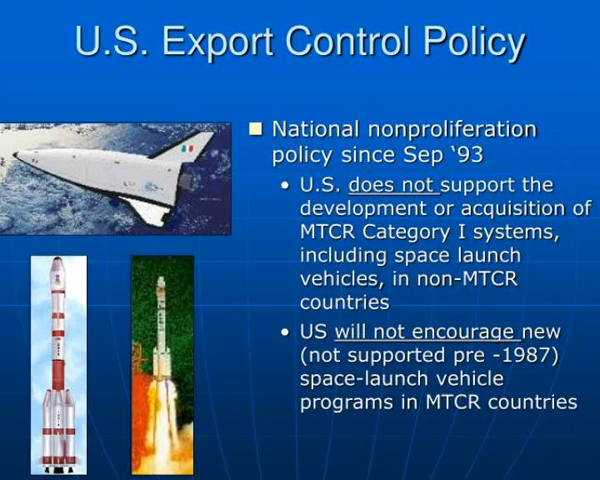 U.S. Export Control Policy
National nonproliferation
policy since Sep ‘93
• U.S. does not support the
development or acquisition of
MTCR Category I systems,
including space launch
vehicles, in non-MTCR
countries
• US will not encourage new
(not supported pre -1987)
space-launch vehicle
programs in MTCR countries